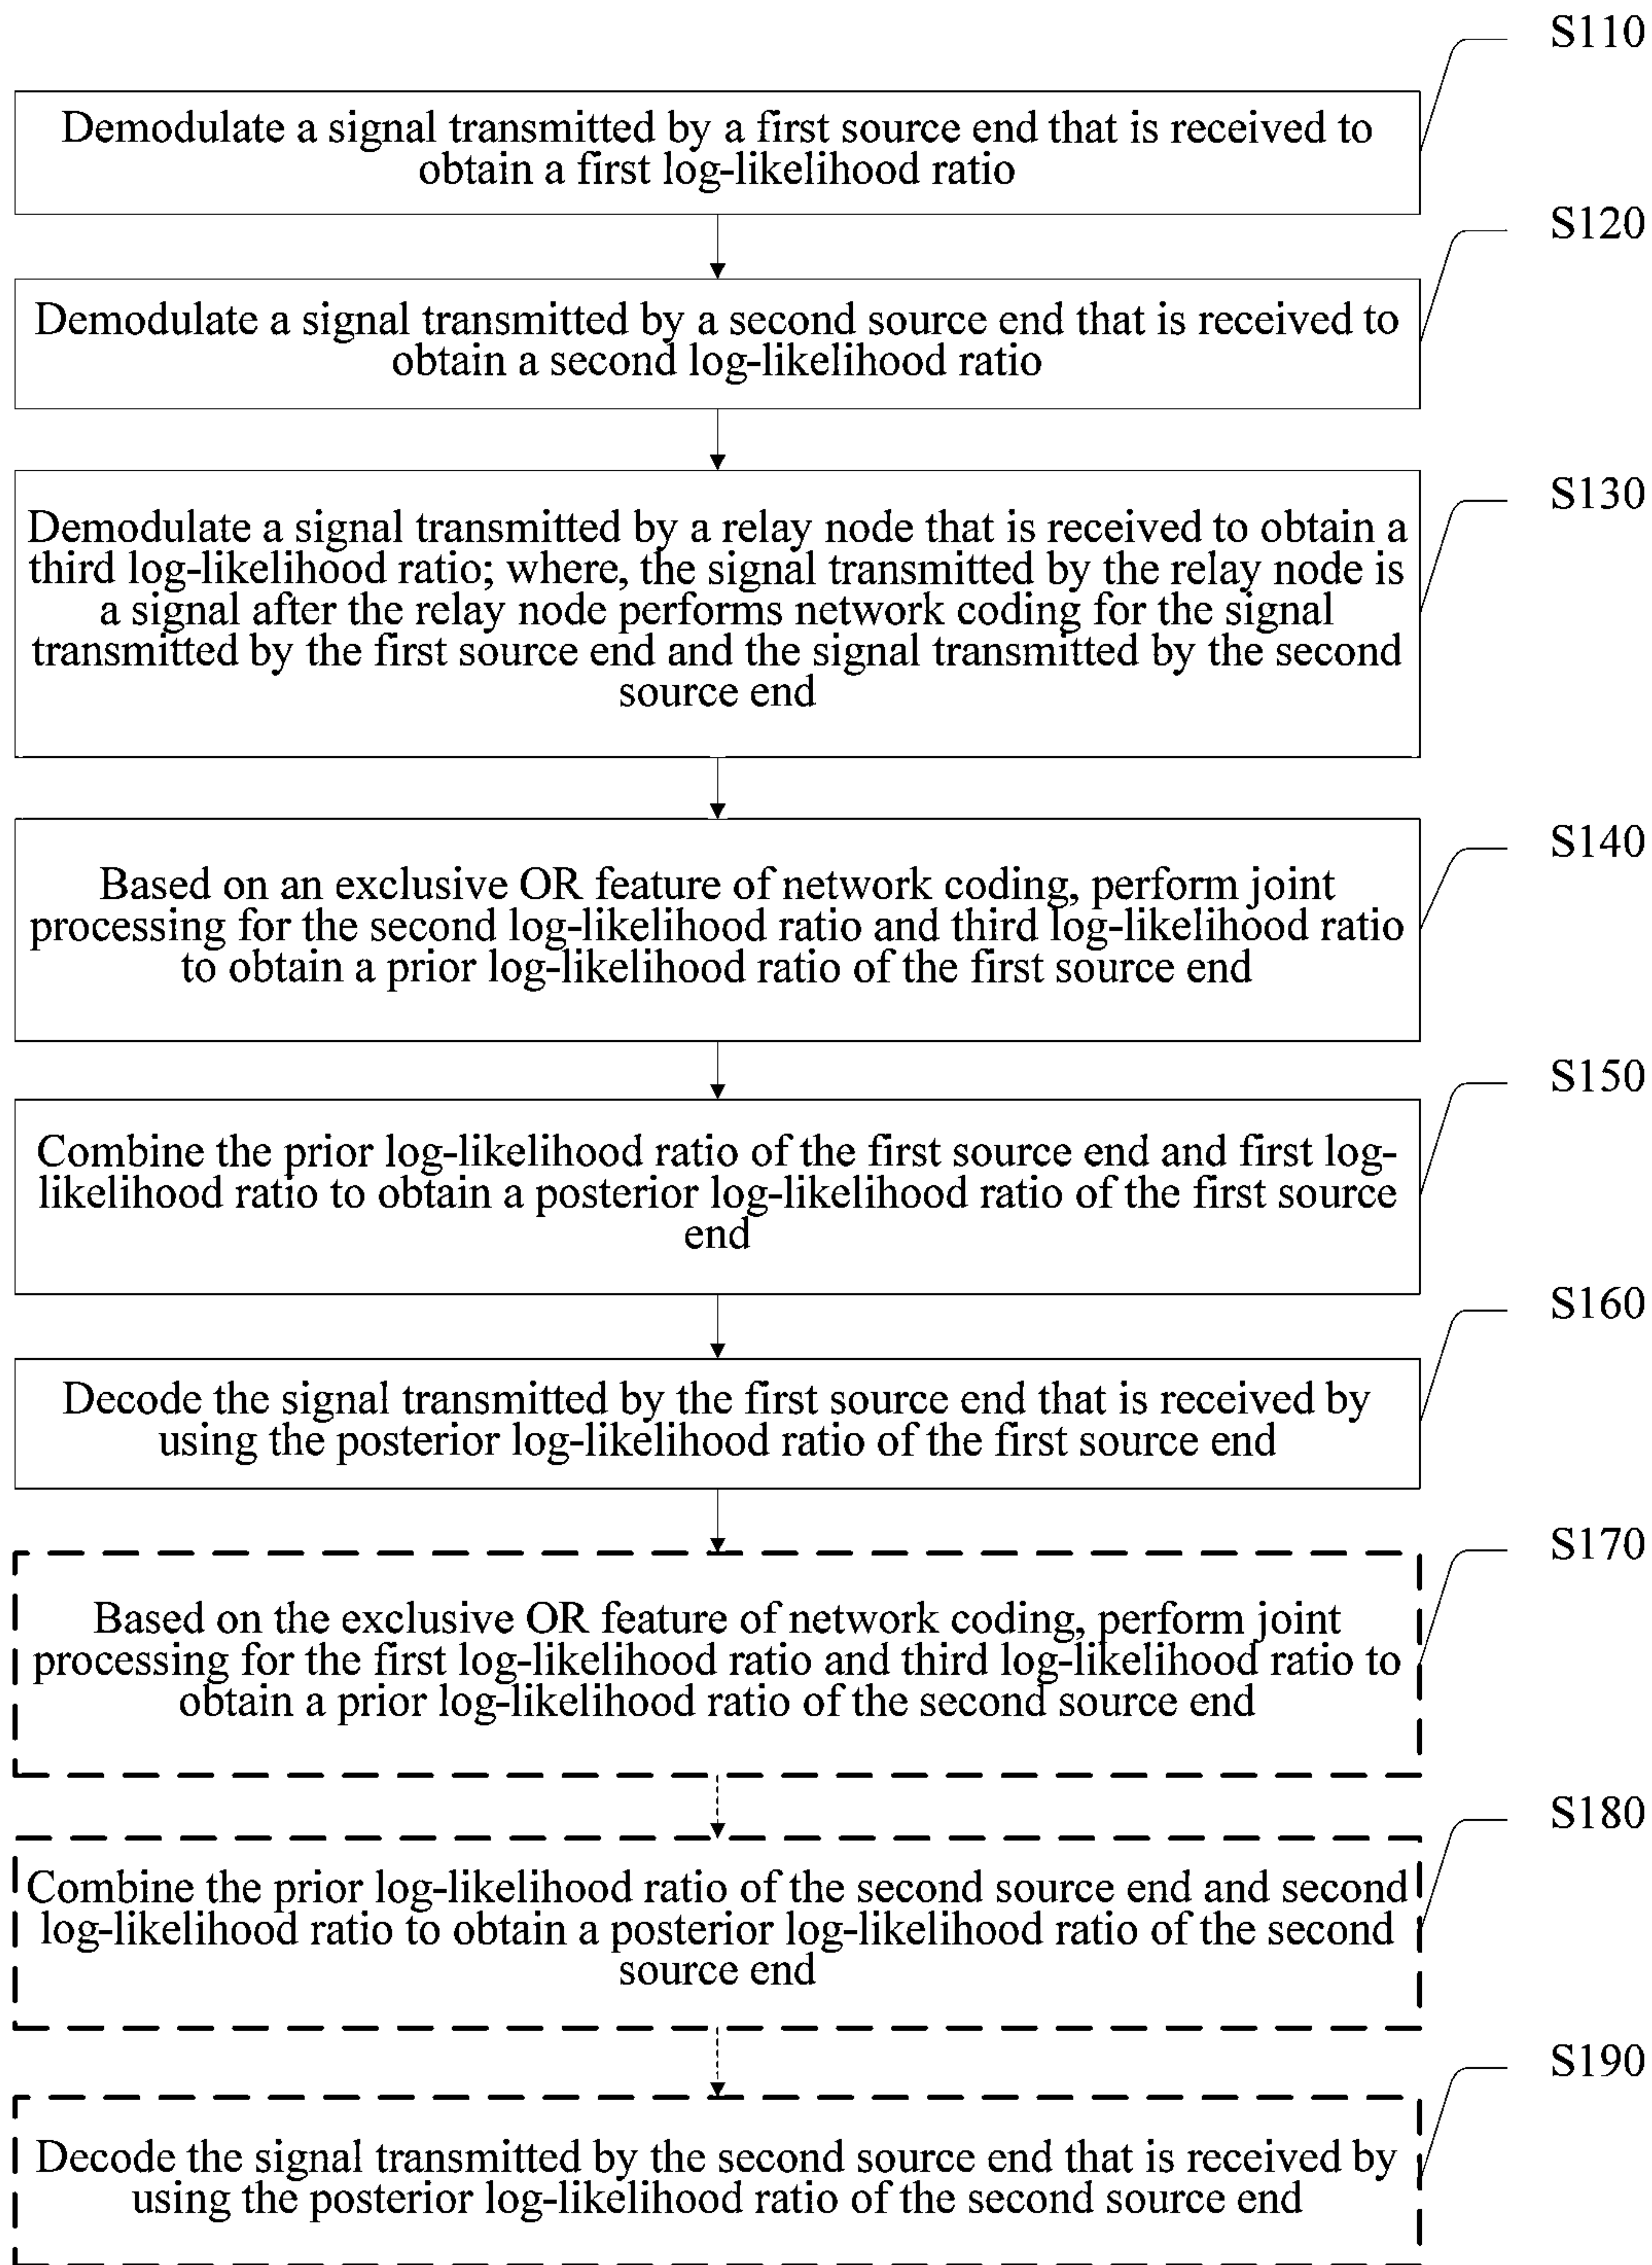 S110
Demodulate a signal transmitted by a first source end that is received to
obtain a first log-likelihood ratio
S120
Demodulate a signal transmitted by a second source end that is received to
obtain a second log-likelihood ratio
S130
Demodulate a signal transmitted by a relay node that is received to obtain a
third log-likelihood ratio; where, the signal transmitted by the relay node is
a signal after the relay node performs network coding for the signal
transmitted by the first source end and the signal transmitted by the second
source end
S140
Based on an exclusive OR feature of network coding, perform joint
processing for the second log-likelihood ratio and third log-likelihood ratio
to obtain a prior log-likelihood ratio of the first source end
S150
Combine the prior log-likelihood ratio of the first source end and first log-
likelihood ratio to obtain a posterior log-likelihood ratio of the first source
end
S160
Decode the signal transmitted by the first source end that is received by
using the posterior log-likelihood ratio of the first source end
S170
Based on the exclusive OR feature of network coding, perform joint
processing for the first log-likelihood ratio and third log-likelihood ratio to
obtain a prior log-likelihood ratio of the second source end
S180
Combine the prior log-likelihood ratio of the second source end and second
log-likelihood ratio to obtain a posterior log-likelihood ratio of the second
source end
S190
Decode the signal transmitted by the second source end that is received by
using the posterior log-likelihood ratio of the second source end